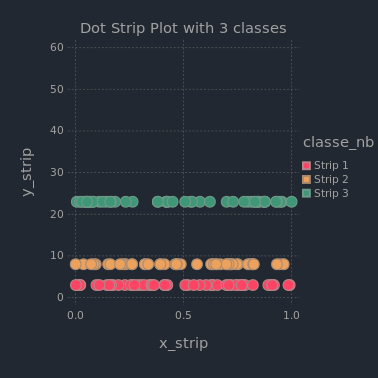 Dot Strip Plot with 3 classes
60
50
40
30
20
10
0
0.0
0.5
1.0
x_strip
y_strip
classe_nb
Strip 1
Strip 2
Strip 3